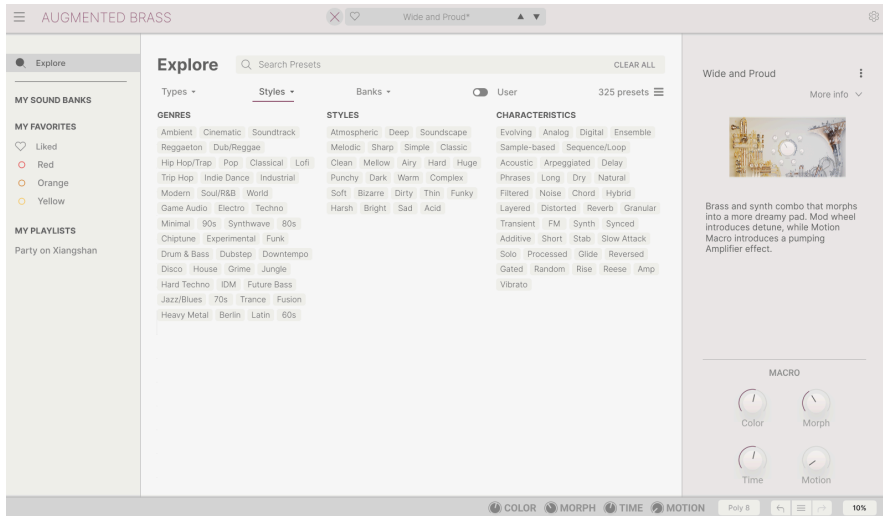 AUGMENTED BRASS
Wide and Proud*
Explore
MY SOUND BANKS
MY FAVORITES
Liked
Red
Orange
Yellow
MY PLAYLISTS
Party on Xiangshan
Explore
Search Presets
CLEAR ALL
Types
Styles
Banks
User
325 presets
GENRES
Ambient Cinematic Soundtrack
Reggaeton Dub/Reggae
Hip Hop/Trap Pop Classical Lofi
Trip Hop Indie Dance Industrial
Modern Soul/R&B World
Game Audio Electro Techno
Minimal 90s Synthwave 80s
Chiptune Experimental Funk
Drum & Bass Dubstep Downtempo
Disco House Grime Jungle
Hard Techno IDM Future Bass
Jazz/Blues 70s Trance Fusion
Heavy Metal Berlin Latin 60s
STYLES
Atmospheric Deep Soundscape
Melodic Sharp Simple Classic
Clean Mellow Airy Hard Huge
Punchy Dark Warm Complex
Soft Bizarre Dirty Thin Funky
Harsh Bright Sad Acid
CHARACTERISTICS
Evolving Analog Digital Ensemble
Sample-based Sequence/Loop
Acoustic Arpeggiated Delay
Phrases Long Dry Natural
Filtered Noise Chord Hybrid
Layered Distorted Reverb Granular
Transient FM Synth Synced
Additive Short Stab Slow Attack
Solo Processed Glide Reversed
Gated Random Rise Reese Amp
Vibrato
Wide and Proud
More info
Brass and synth combo that morphs
into a more dreamy pad. Mod wheel
introduces detune, while Motion
Macro introduces a pumping
Amplifier effect.
MACRO
Color
Morph
Time
Motion
COLOR
MORPH
TIME
MOTION
Poly 8
10%